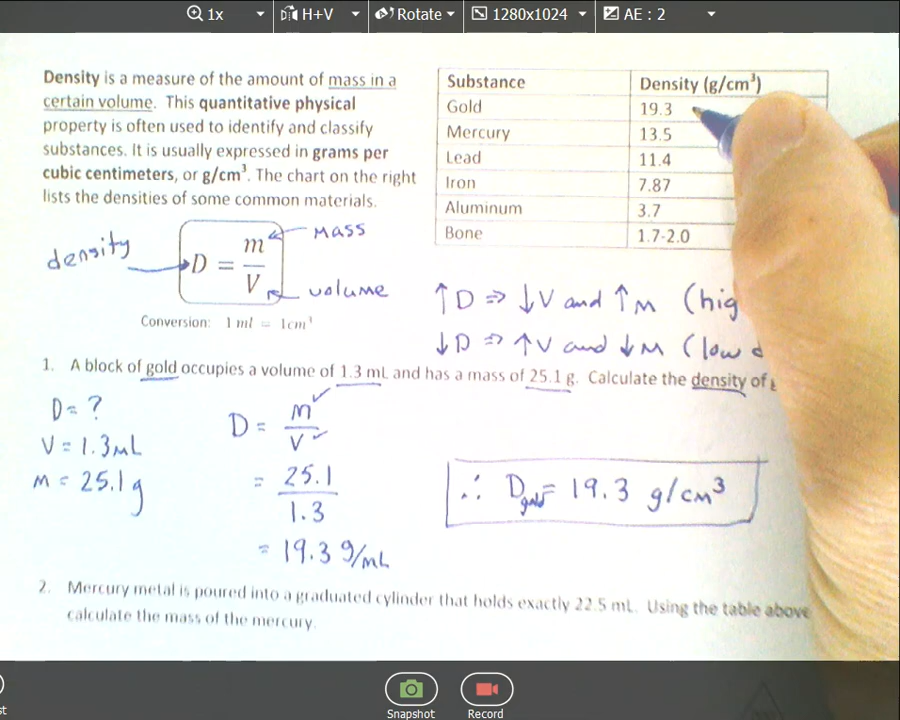 1x H+V Rotate 1280x1024 AE : 2
Density is a measure of the amount of mass in a
certain volume. This quantitative physical
property is often used to identify and classify
substances. It is usually expressed in grams per
cubic centimeters, or g/cm³. The chart on the right
lists the densities of some common materials.
Substance Density (g/cm³)
Gold 19.3
Mercury 13.5
Lead 11.4
Iron 7.87
Aluminum 3.7
Bone 1.7-2.0
density
D = m/V
MASS
volume
Conversion: 1 ml = 1cm³
↑D ⇒ ↓V and ↑M (hig
↓D ⇒ ↑V and ↓M (low
1. A block of gold occupies a volume of 1.3 mL and has a mass of 25.1 g. Calculate the density of
D = ?
V = 1.3mL
M = 25.1g
D = M/V
= 25.1/1.3
= 19.3 g/mL
∴ Dgold = 19.3 g/cm³
2. Mercury metal is poured into a graduated cylinder that holds exactly 22.5 mL. Using the table above
calculate the mass of the mercury.
Snapshot
Record